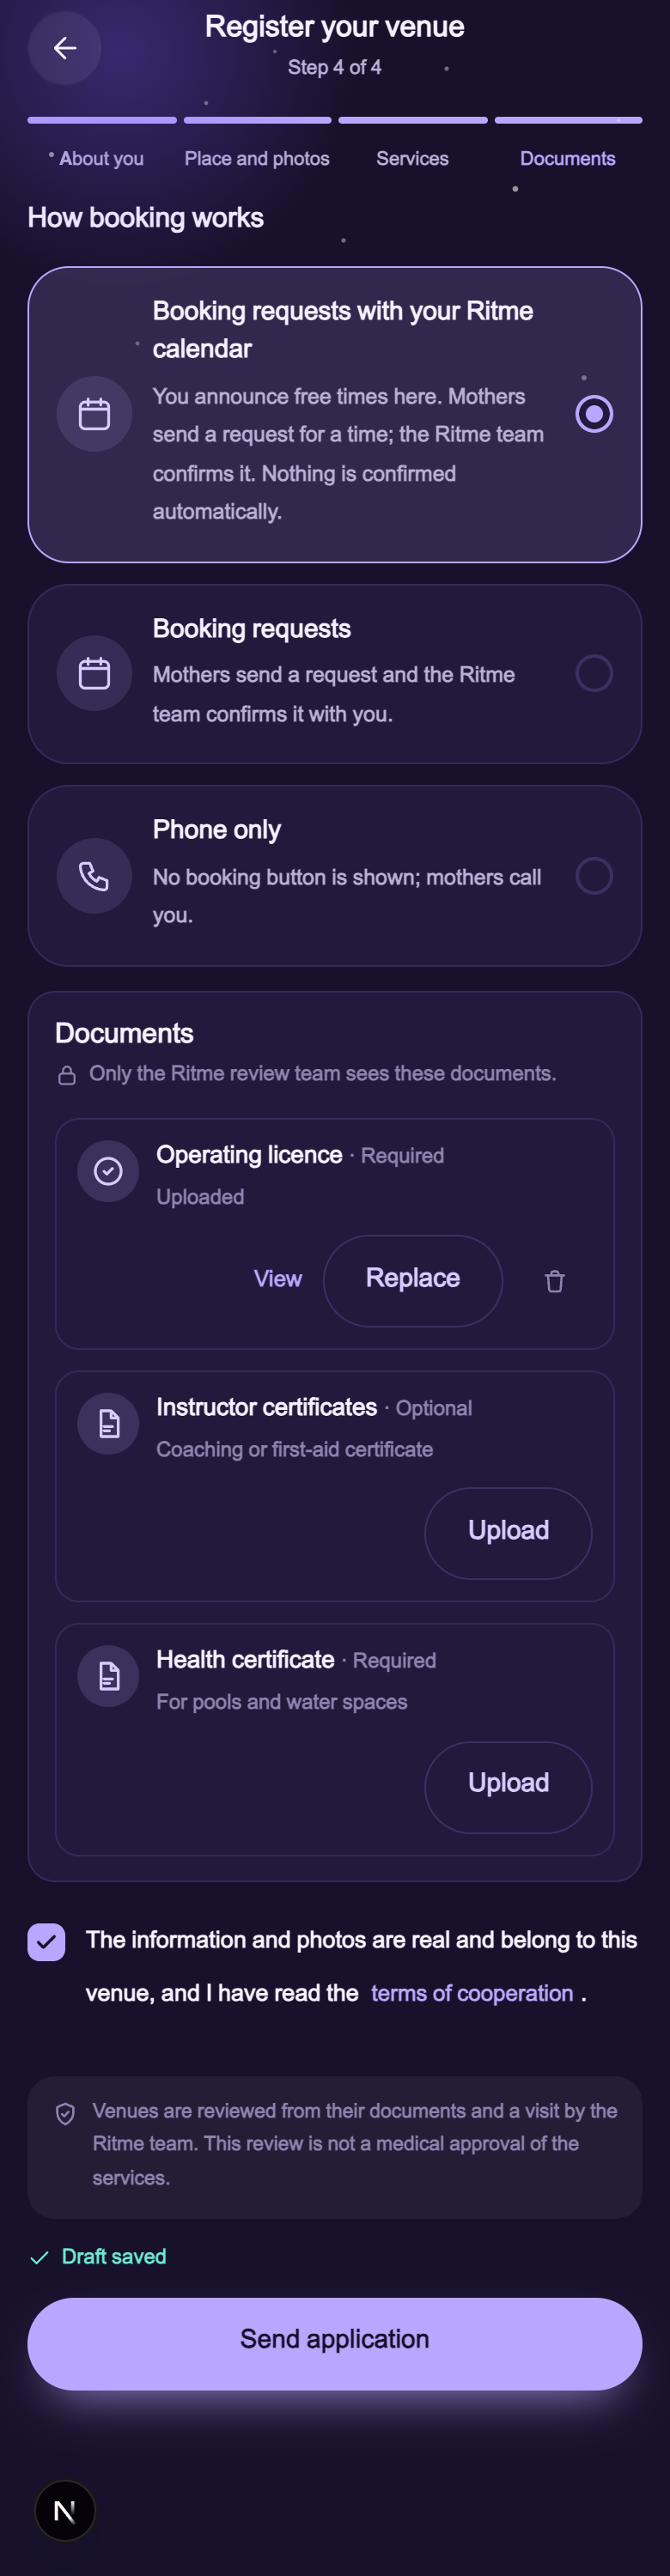 Register your venue
Step 4 of 4
About you
Place and photos
Services
Documents
How booking works
Booking requests with your Ritme
calendar
You announce free times here. Mothers
send a request for a time; the Ritme team
confirms it. Nothing is confirmed
automatically.
Booking requests
Mothers send a request and the Ritme
team confirms it with you.
Phone only
No booking button is shown; mothers call
you.
Documents
Only the Ritme review team sees these documents.
Operating licence · Required
Uploaded
View
Replace
Instructor certificates · Optional
Coaching or first-aid certificate
Upload
Health certificate · Required
For pools and water spaces
Upload
The information and photos are real and belong to this
venue, and I have read the terms of cooperation .
Venues are reviewed from their documents and a visit by the
Ritme team. This review is not a medical approval of the
services.
Draft saved
Send application
N